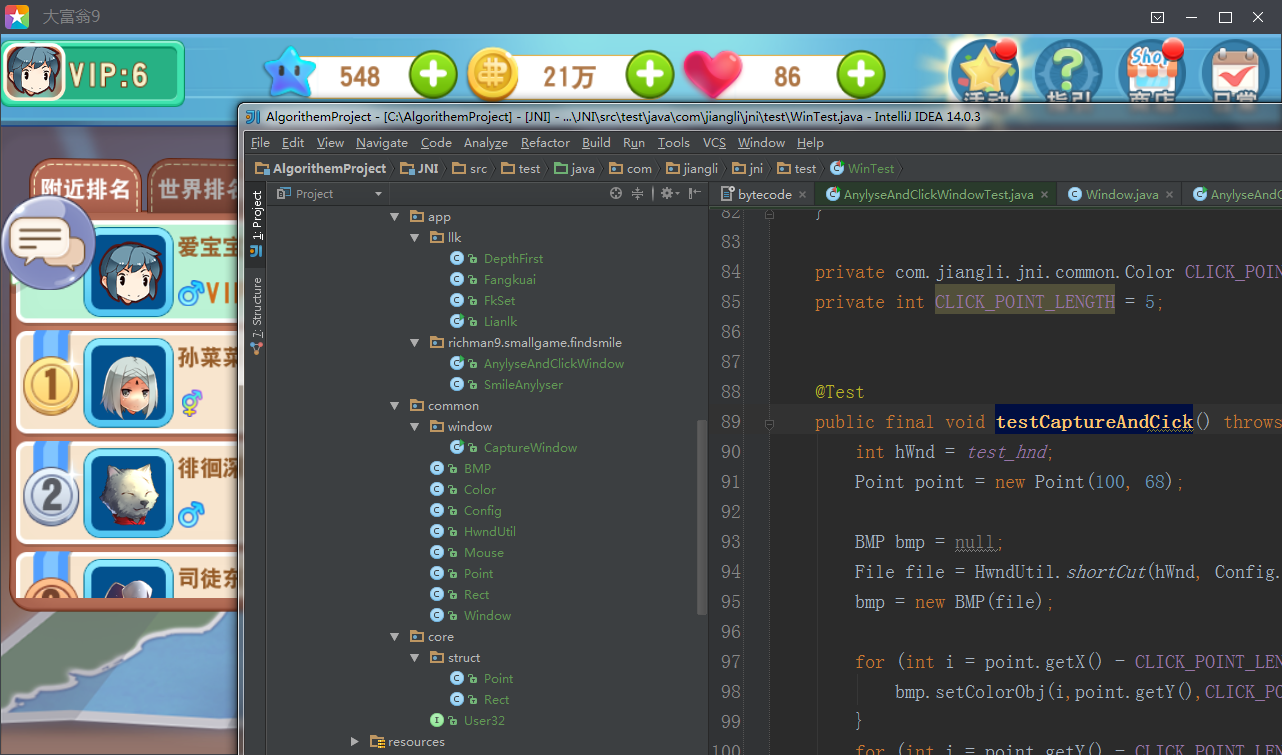 大富翁9
VIP:6
548
21万
86
Shop
活动
指引
商店
日常
附近排名
世界排名
爱宝宝
VIP
孙菜菜
1
徘徊深
2
司徒东
AlgorithemProject - [C:\AlgorithemProject] - [JNI] - ...\JNI\src\test\java\com\jiangli\jni\test\WinTest.java - IntelliJ IDEA 14.0.3
File Edit View Navigate Code Analyze Refactor Build Run Tools VCS Window Help
AlgorithemProject JNI src test java com jiangli jni test WinTest
1: Project
7: Structure
Project
bytecode × AnylyseAndClickWindowTest.java × Window.java × AnylyseAndC
app
llk
DepthFirst
Fangkuai
FkSet
Lianlk
richman9.smallgame.findsmile
AnylyseAndClickWindow
SmileAnylyser
common
window
CaptureWindow
BMP
Color
Config
HwndUtil
Mouse
Point
Rect
Window
core
struct
Point
Rect
User32
resources
82 }
83
84 private com.jiangli.jni.common.Color CLICK_POIN
85 private int CLICK_POINT_LENGTH = 5;
86
87
88 @Test
89 public final void testCaptureAndCick() throws
90 int hWnd = test_hnd;
91 Point point = new Point(100, 68);
92
93 BMP bmp = null;
94 File file = HwndUtil.shortCut(hWnd, Config.
95 bmp = new BMP(file);
96
97 for (int i = point.getX() - CLICK_POINT_LEN
98 bmp.setColorObj(i,point.getY(),CLICK_PO
99 }
100 for (int i = point.getY() - CLICK_POINT_LEN